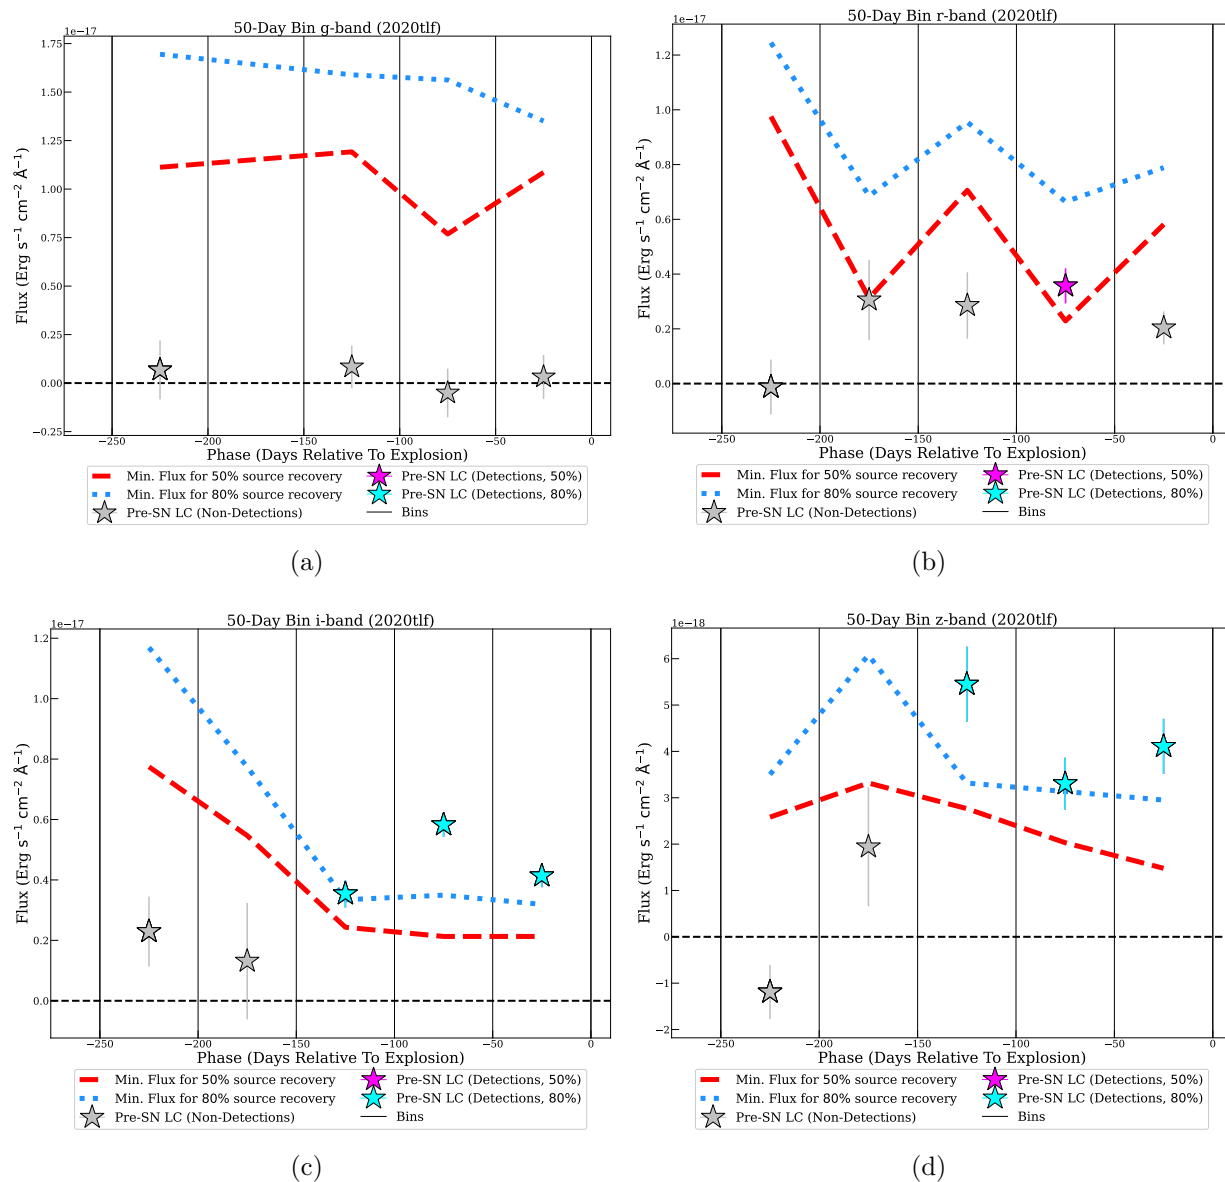 50-Day Bin g-band (2020tlf)
1e−17
1.75
1.50
1.25
1.00
0.75
0.50
0.25
0.00
−0.25
Flux (Erg s⁻¹ cm⁻² Å⁻¹)
−250 −200 −150 −100 −50 0
Phase (Days Relative To Explosion)
Min. Flux for 50% source recovery
Min. Flux for 80% source recovery
Pre-SN LC (Non-Detections)
Pre-SN LC (Detections, 50%)
Pre-SN LC (Detections, 80%)
Bins
(a)
50-Day Bin r-band (2020tlf)
1e−17
1.2
1.0
0.8
0.6
0.4
0.2
0.0
Flux (Erg s⁻¹ cm⁻² Å⁻¹)
−250 −200 −150 −100 −50 0
Phase (Days Relative To Explosion)
Min. Flux for 50% source recovery
Min. Flux for 80% source recovery
Pre-SN LC (Non-Detections)
Pre-SN LC (Detections, 50%)
Pre-SN LC (Detections, 80%)
Bins
(b)
50-Day Bin i-band (2020tlf)
1e−17
1.2
1.0
0.8
0.6
0.4
0.2
0.0
Flux (Erg s⁻¹ cm⁻² Å⁻¹)
−250 −200 −150 −100 −50 0
Phase (Days Relative To Explosion)
Min. Flux for 50% source recovery
Min. Flux for 80% source recovery
Pre-SN LC (Non-Detections)
Pre-SN LC (Detections, 50%)
Pre-SN LC (Detections, 80%)
Bins
(c)
50-Day Bin z-band (2020tlf)
1e−18
6
5
4
3
2
1
0
−1
−2
Flux (Erg s⁻¹ cm⁻² Å⁻¹)
−250 −200 −150 −100 −50 0
Phase (Days Relative To Explosion)
Min. Flux for 50% source recovery
Min. Flux for 80% source recovery
Pre-SN LC (Non-Detections)
Pre-SN LC (Detections, 50%)
Pre-SN LC (Detections, 80%)
Bins
(d)